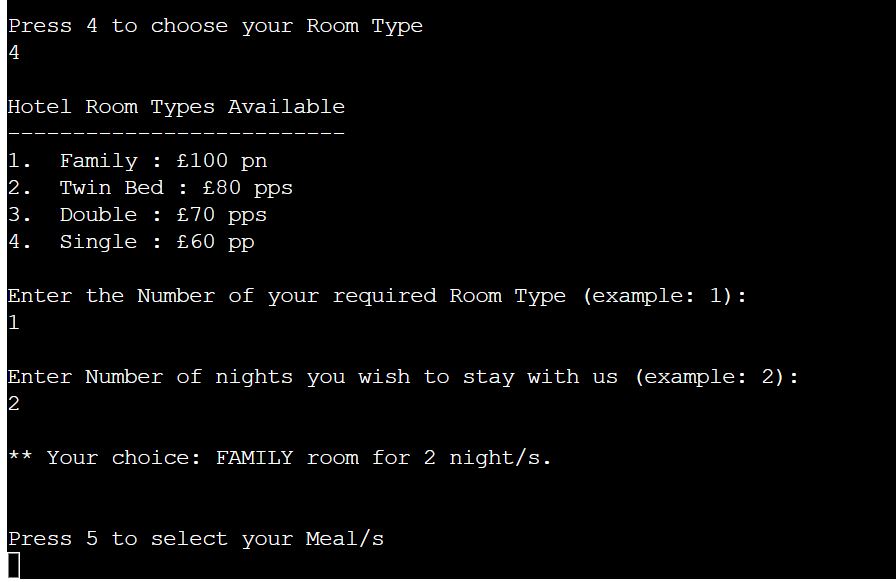 Press 4 to choose your Room Type
4
Hotel Room Types Available
--------------------------
1.  Family : £100 pn
2.  Twin Bed : £80 pps
3.  Double : £70 pps
4.  Single : £60 pp
Enter the Number of your required Room Type (example: 1):
1
Enter Number of nights you wish to stay with us (example: 2):
2
** Your choice: FAMILY room for 2 night/s.
Press 5 to select your Meal/s